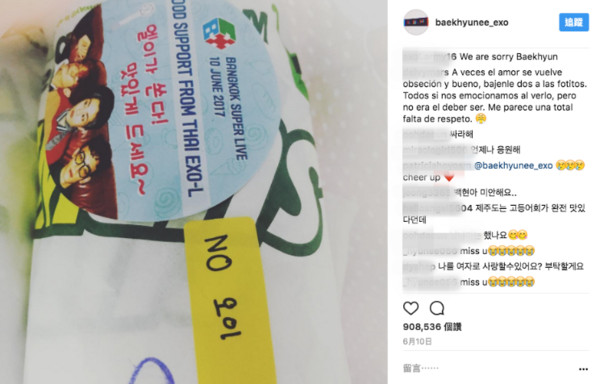 엘이가 쏜다!
맛있게 드세요~
BANGKOK SUPER LIVE
10 JUNE 2017
FOOD SUPPORT FROM THAI EXO-L
NO 오이
baekhyunee_exo
追蹤
16 We are sorry Baekhyun
A veces el amor se vuelve
obseción y bueno, bajenle dos a las fotitos.
Todos si nos emocionamos al verlo, pero
no era el deber ser. Me parece una total
falta de respeto. 😤
싸라해
언제나 응원해
@baekhyunee_exo 😢😢😢
cheer up ❤️
백현아 미안해요..
04 제주도는 고등어회가 완전 맛있
다던데
했나요😋😋
miss u😭😭😭😭
나를 여자로 사랑할수있어요? 부탁할게요
miss u😭😭😭😭
908,536 個讚
6月10日
留言⋯⋯